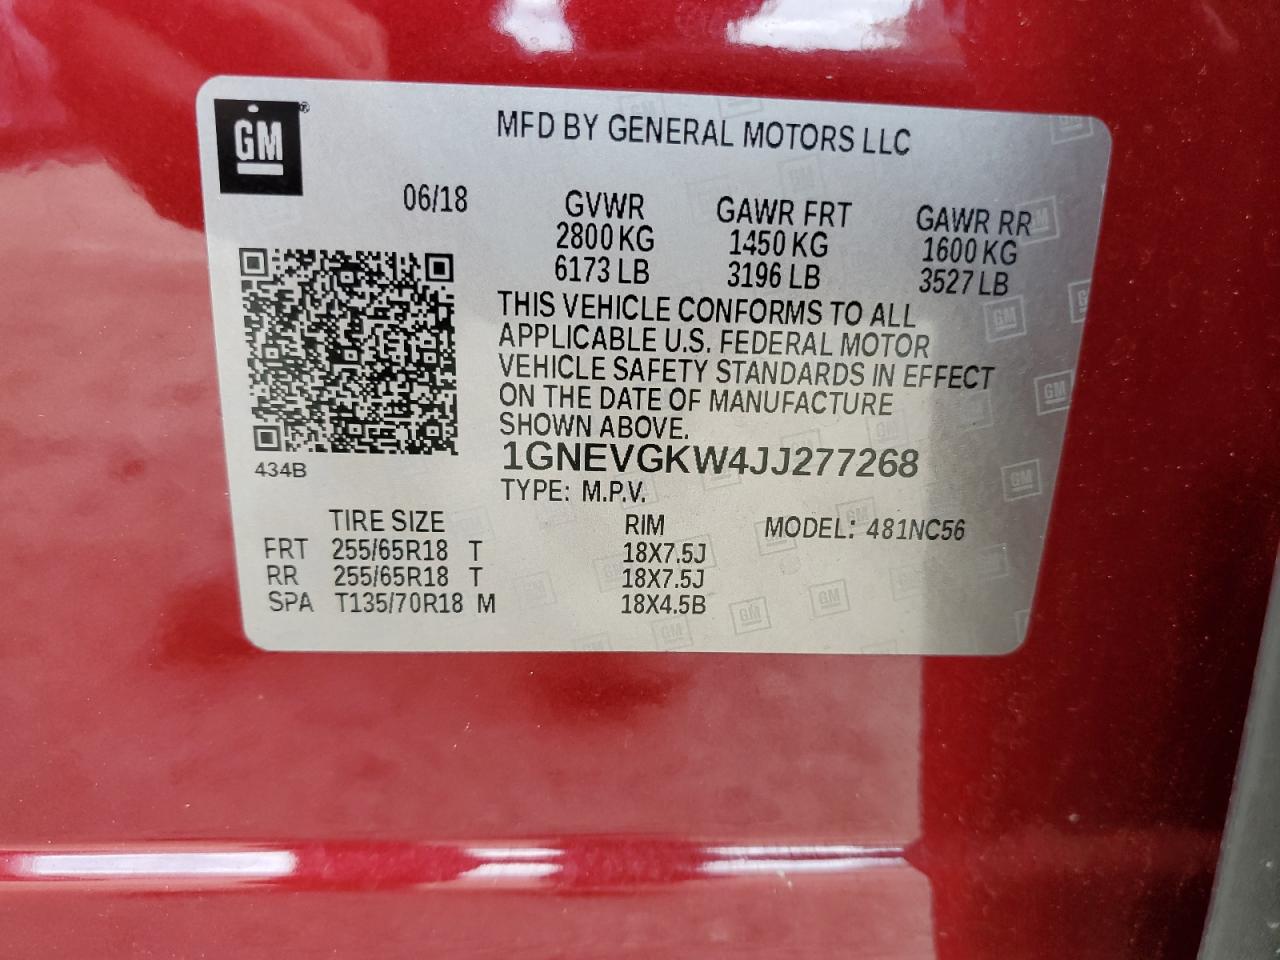 GM®
MFD BY GENERAL MOTORS LLC
06/18
GVWR
2800 KG
6173 LB
GAWR FRT
1450 KG
3196 LB
GAWR RR
1600 KG
3527 LB
THIS VEHICLE CONFORMS TO ALL
APPLICABLE U.S. FEDERAL MOTOR
VEHICLE SAFETY STANDARDS IN EFFECT
ON THE DATE OF MANUFACTURE
SHOWN ABOVE.
1GNEVGKW4JJ277268
434B
TYPE: M.P.V.
TIRE SIZE RIM MODEL: 481NC56
FRT 255/65R18 T 18X7.5J
RR 255/65R18 T 18X7.5J
SPA T135/70R18 M 18X4.5B